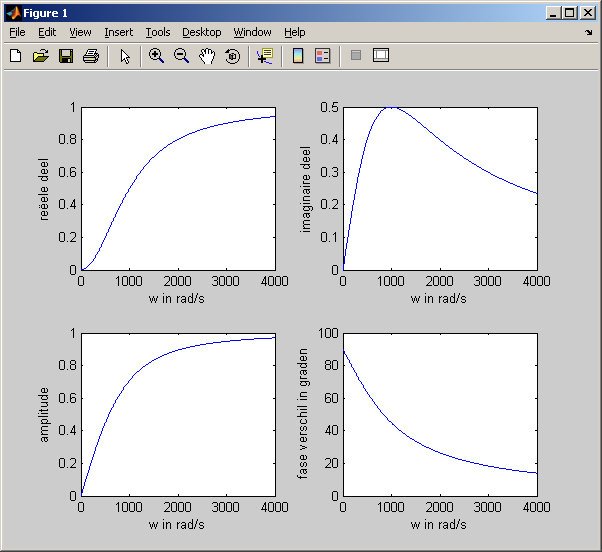 Figure 1
File Edit View Insert Tools Desktop Window Help
1
0.8
0.6
0.4
0.2
0
reëele deel
0 1000 2000 3000 4000
w in rad/s
0.5
0.4
0.3
0.2
0.1
0
imaginaire deel
0 1000 2000 3000 4000
w in rad/s
1
0.8
0.6
0.4
0.2
0
amplitude
0 1000 2000 3000 4000
w in rad/s
100
80
60
40
20
0
fase verschil in graden
0 1000 2000 3000 4000
w in rad/s